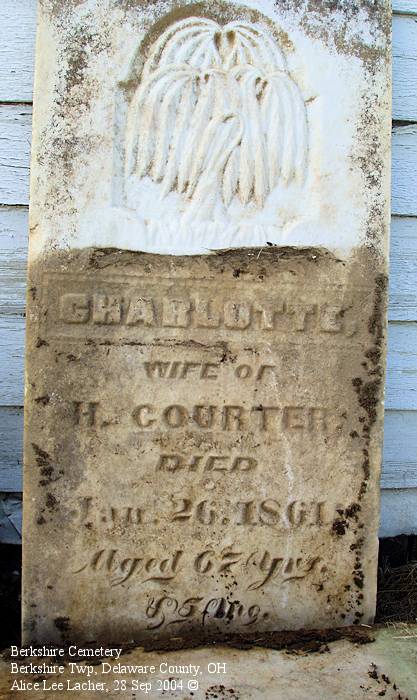 CHARLOTTE,
WIFE OF
H. COURTER,
DIED
Jan. 26. 1861
Aged 67 Yrs.
Berkshire Cemetery
Berkshire Twp, Delaware County, OH
Alice Lee Lacher, 28 Sep 2004 ©